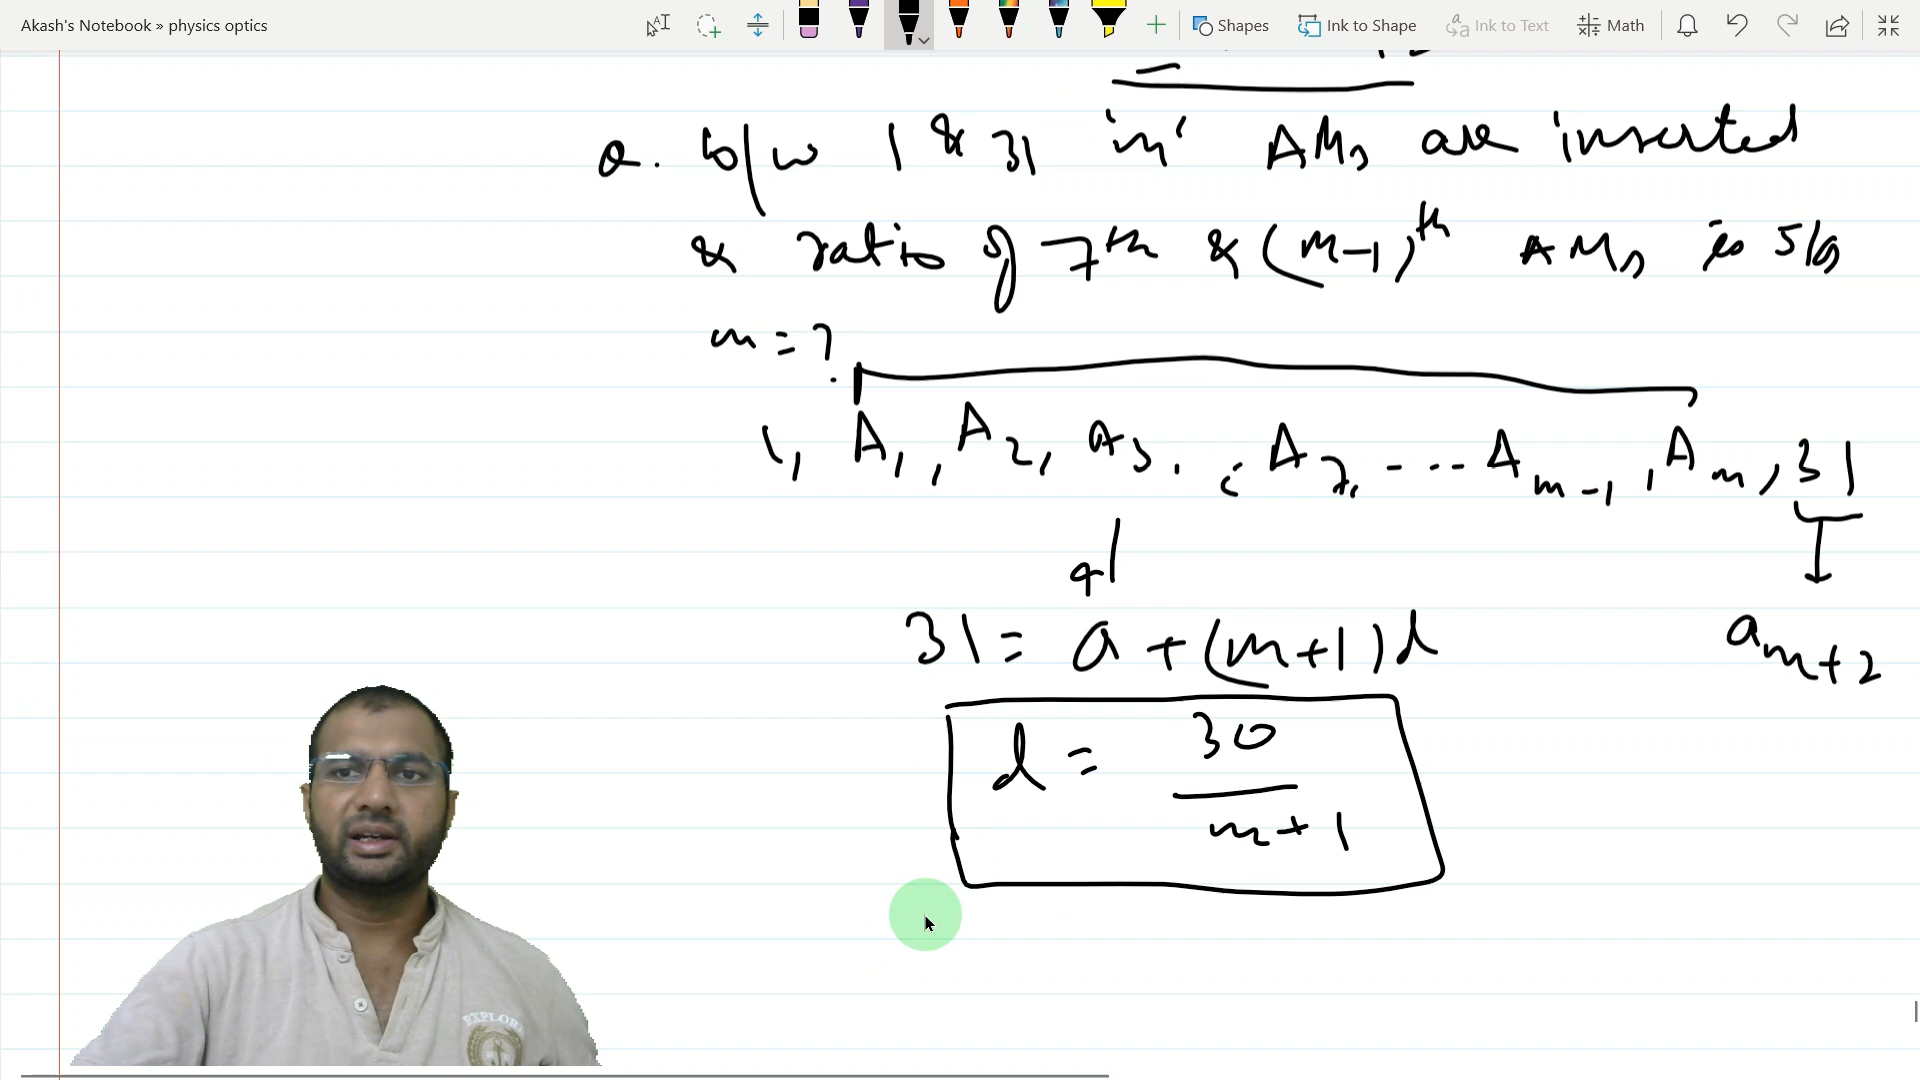 Akash's Notebook » physics optics
Shapes Ink to Shape Ink to Text Math
Q. b/w 1 & 31 'm' AMs are inserted
& ratio of 7th & (m-1)th AMs is 5/9
m = ?
1, A1, A2, A3, , A7, - - - - Am-1, Am, 31
am+2
31 = a + (m+1)d
d = 30/m+1
EXPLOR